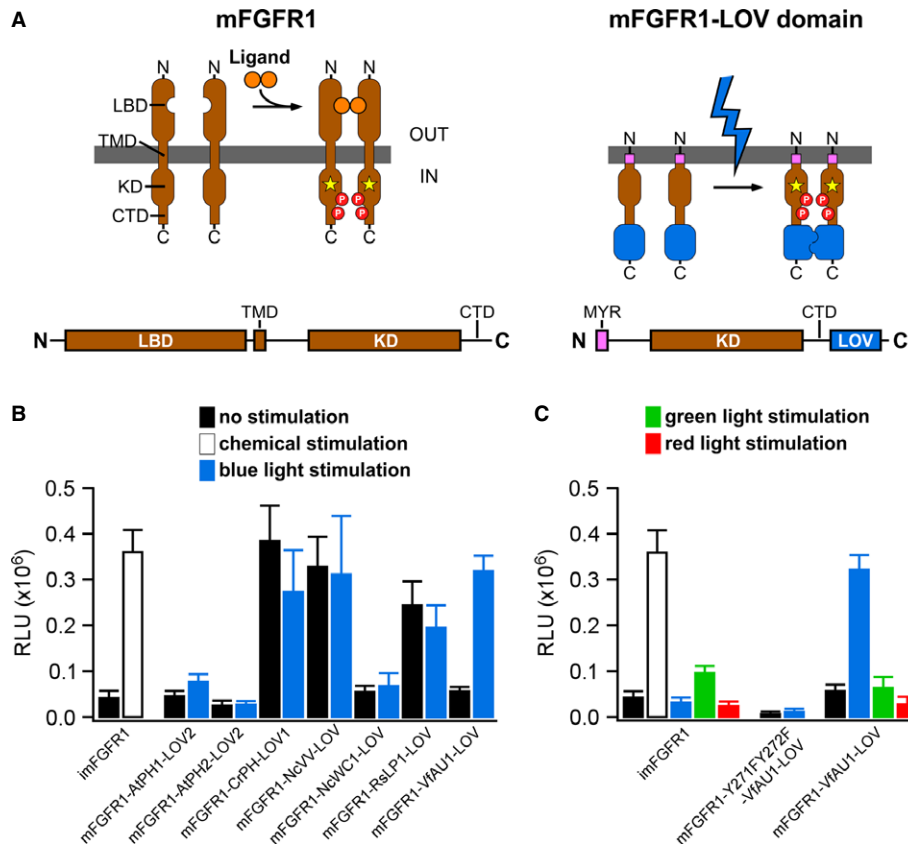 A
mFGFR1
mFGFR1-LOV domain
N N Ligand N N
LBD
TMD
KD
CTD
OUT
IN
P P
P P
C C C C
N N N N
P P
P P
C C C C
N LBD TMD KD CTD C
N MYR KD CTD LOV C
B
no stimulation
chemical stimulation
blue light stimulation
RLU (x10⁶)
0.5
0.4
0.3
0.2
0.1
0.0
imFGFR1
mFGFR1-AtPH1-LOV2
mFGFR1-AtPH2-LOV2
mFGFR1-CrPH-LOV1
mFGFR1-NcVV-LOV
mFGFR1-NcWC1-LOV
mFGFR1-RsLP1-LOV
mFGFR1-VfAU1-LOV
C
green light stimulation
red light stimulation
RLU (x10⁶)
0.5
0.4
0.3
0.2
0.1
0.0
imFGFR1
mFGFR1-Y271FY272F
-VfAU1-LOV
mFGFR1-VfAU1-LOV